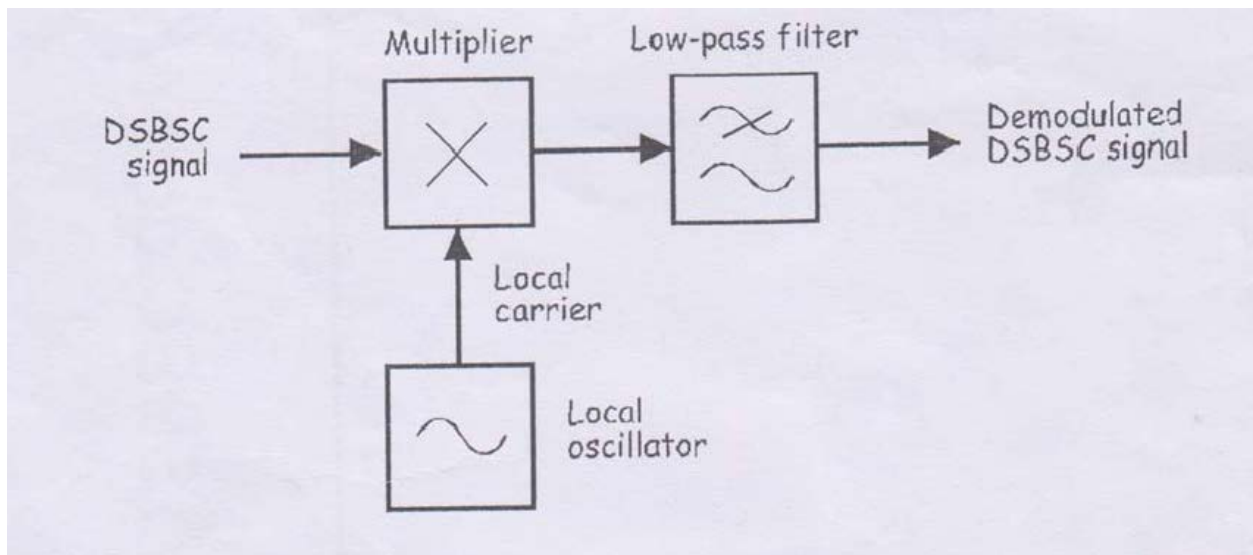 Multiplier
Low-pass filter
DSBSC
signal
Demodulated
DSBSC signal
Local
carrier
Local
oscillator